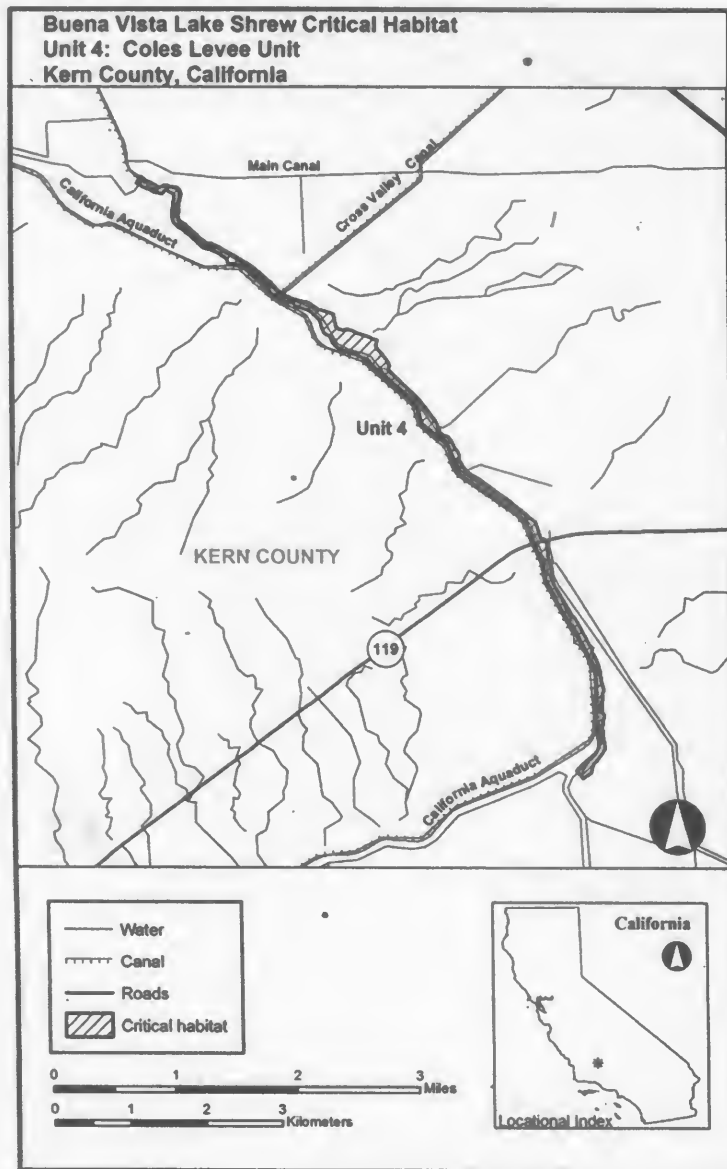 Buena Vista Lake Shrew Critical Habitat
Unit 4: Coles Levee Unit
Kern County, California
Main Canal
Cross Valley Canal
California Aquaduct
Unit 4
KERN COUNTY
119
California Aquaduct
Water
Canal
Roads
Critical habitat
0 1 2 3
Miles
0 1 2 3
Kilometers
California
Locational Index